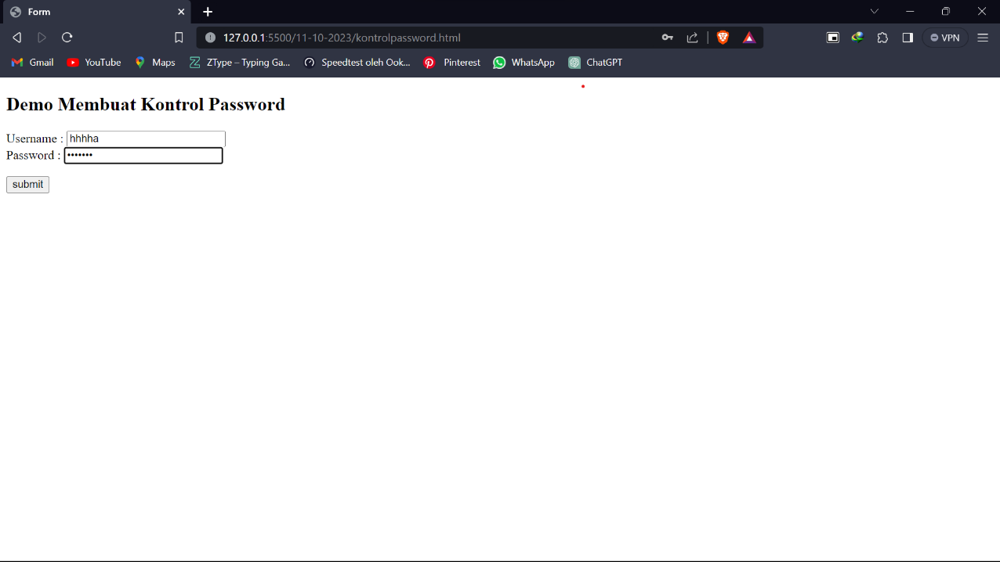 Form
127.0.0.1:5500/11-10-2023/kontrolpassword.html
VPN
Gmail YouTube Maps ZType – Typing Ga... Speedtest oleh Ook... Pinterest WhatsApp ChatGPT
Demo Membuat Kontrol Password
Username : hhhha
Password : •••••••
submit